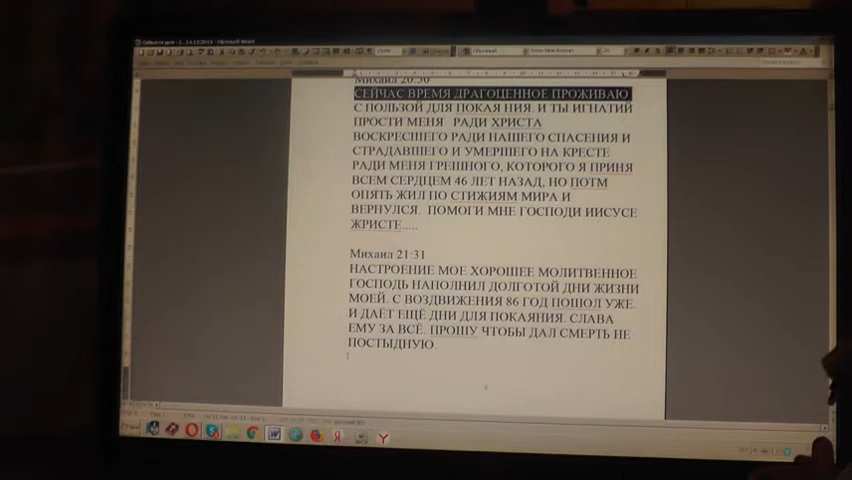 Михаил 20:50
СЕЙЧАС ВРЕМЯ ДРАГОЦЕННОЕ ПРОЖИВАЮ
С ПОЛЬЗОЙ ДЛЯ ПОКАЯ НИЯ. И ТЫ ИГНАТИЙ
ПРОСТИ МЕНЯ РАДИ ХРИСТА
ВОСКРЕСШЕГО РАДИ НАШЕГО СПАСЕНИЯ И
СТРАДАВШЕГО И УМЕРШЕГО НА КРЕСТЕ
РАДИ МЕНЯ ГРЕШНОГО, КОТОРОГО Я ПРИНЯ
ВСЕМ СЕРДЦЕМ 46 ЛЕТ НАЗАД, НО ПОТМ
ОПЯТЬ ЖИЛ ПО СТИЖИЯМ МИРА И
ВЕРНУЛСЯ. ПОМОГИ МНЕ ГОСПОДИ ИИСУСЕ
ЖРИСТЕ.....
Михаил 21:31
НАСТРОЕНИЕ МОЕ ХОРОШЕЕ МОЛИТВЕННОЕ
ГОСПОДЬ НАПОЛНИЛ ДОЛГОТОЙ ДНИ ЖИЗНИ
МОЕЙ. С ВОЗДВИЖЕНИЯ 86 ГОД ПОШОЛ УЖЕ.
И ДАЁТ ЕЩЁ ДНИ ДЛЯ ПОКАЯНИЯ. СЛАВА
ЕМУ ЗА ВСЁ. ПРОШУ ЧТОБЫ ДАЛ СМЕРТЬ НЕ
ПОСТЫДНУЮ.